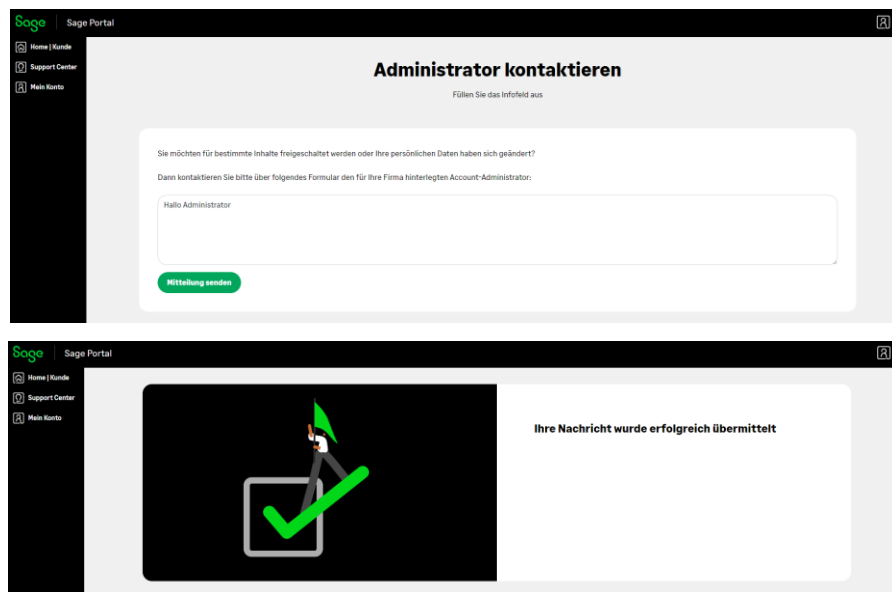 Sage Sage Portal
Home | Kunde
Support Center
Mein Konto
Administrator kontaktieren
Füllen Sie das Infofeld aus
Sie möchten für bestimmte Inhalte freigeschaltet werden oder Ihre persönlichen Daten haben sich geändert?
Dann kontaktieren Sie bitte über folgendes Formular den für Ihre Firma hinterlegten Account-Administrator:
Hallo Administrator
Mitteilung senden
Sage Sage Portal
Home | Kunde
Support Center
Mein Konto
Ihre Nachricht wurde erfolgreich übermittelt